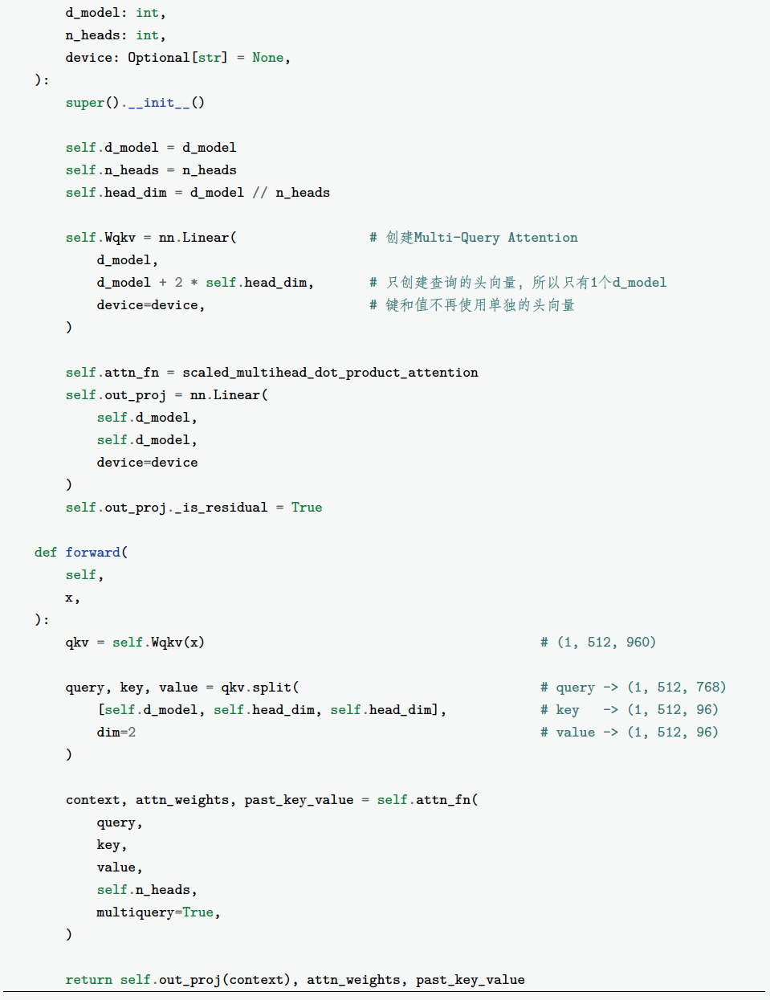 d_model: int,
n_heads: int,
device: Optional[str] = None,
):
super().__init__()
self.d_model = d_model
self.n_heads = n_heads
self.head_dim = d_model // n_heads
self.Wqkv = nn.Linear( # 创建Multi-Query Attention
d_model,
d_model + 2 * self.head_dim, # 只创建查询的头向量，所以只有1个d_model
device=device, # 键和值不再使用单独的头向量
)
self.attn_fn = scaled_multihead_dot_product_attention
self.out_proj = nn.Linear(
self.d_model,
self.d_model,
device=device
)
self.out_proj._is_residual = True
def forward(
self,
x,
):
qkv = self.Wqkv(x) # (1, 512, 960)
query, key, value = qkv.split( # query -> (1, 512, 768)
[self.d_model, self.head_dim, self.head_dim], # key -> (1, 512, 96)
dim=2 # value -> (1, 512, 96)
)
context, attn_weights, past_key_value = self.attn_fn(
query,
key,
value,
self.n_heads,
multiquery=True,
)
return self.out_proj(context), attn_weights, past_key_value